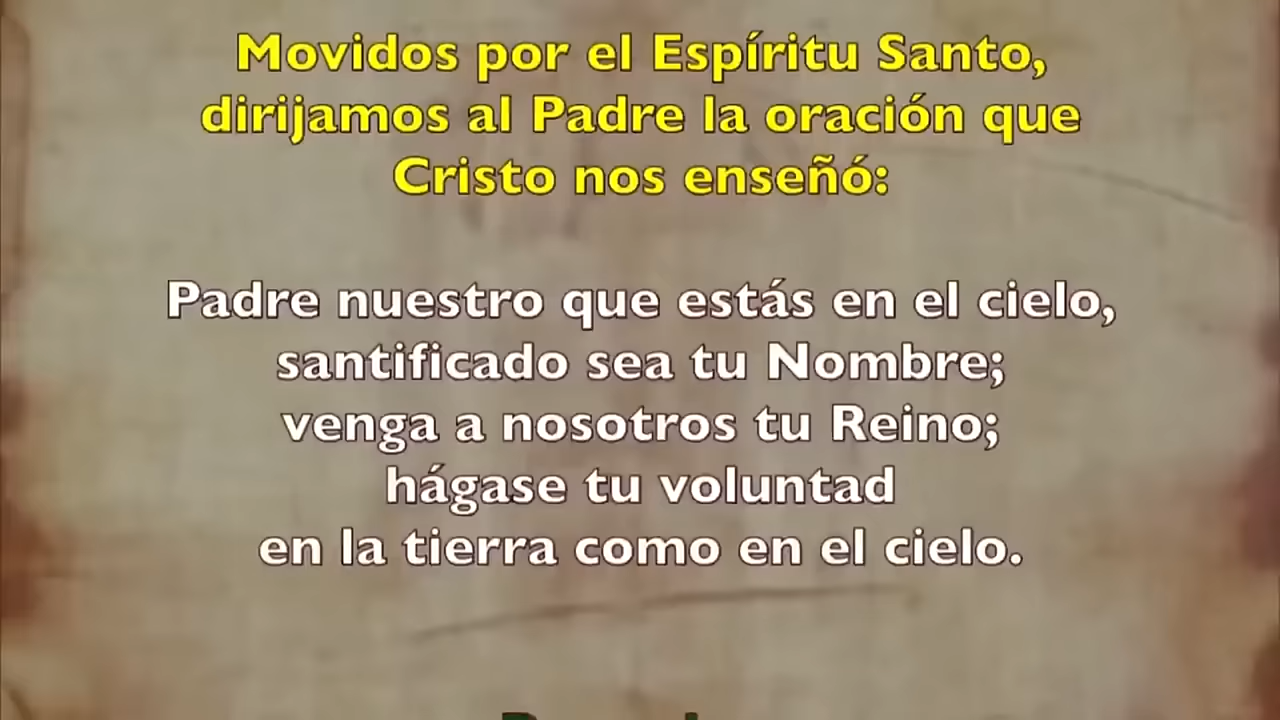 Movidos por el Espíritu Santo,
dirijamos al Padre la oración que
Cristo nos enseñó:
Padre nuestro que estás en el cielo,
santificado sea tu Nombre;
venga a nosotros tu Reino;
hágase tu voluntad
en la tierra como en el cielo.